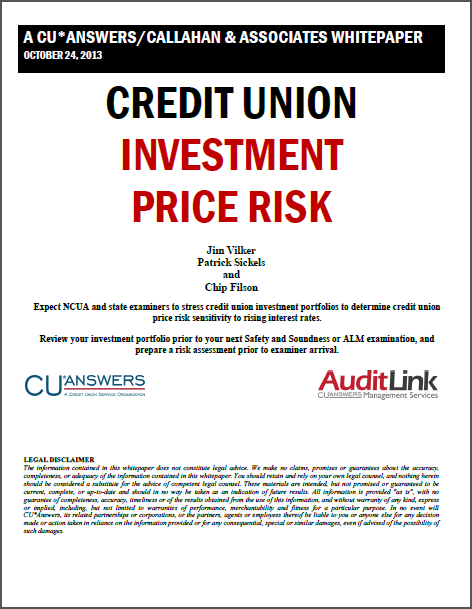 A CU*ANSWERS/CALLAHAN & ASSOCIATES WHITEPAPER
OCTOBER 24, 2013
CREDIT UNION
INVESTMENT
PRICE RISK
Jim Vilker
Patrick Sickels
and
Chip Filson
Expect NCUA and state examiners to stress credit union investment portfolios to determine credit union
price risk sensitivity to rising interest rates.
Review your investment portfolio prior to your next Safety and Soundness or ALM examination, and
prepare a risk assessment prior to examiner arrival.
CU*ANSWERS
A CREDIT UNION SERVICE ORGANIZATION
AuditLink
CU*ANSWERS Management Services
LEGAL DISCLAIMER
The information contained in this whitepaper does not constitute legal advice. We make no claims, promises or guarantees about the accuracy,
completeness, or adequacy of the information contained in this whitepaper. You should retain and rely on your own legal counsel, and nothing herein
should be considered a substitute for the advice of competent legal counsel. These materials are intended, but not promised or guaranteed to be
current, complete, or up-to-date and should in no way be taken as an indication of future results. All information is provided "as is", with no
guarantee of completeness, accuracy, timeliness or of the results obtained from the use of this information, and without warranty of any kind, express
or implied, including, but not limited to warranties of performance, merchantability and fitness for a particular purpose. In no event will
CU*Answers, its related partnerships or corporations, or the partners, agents or employees thereof be liable to you or anyone else for any decision
made or action taken in reliance on the information provided or for any consequential, special or similar damages, even if advised of the possibility of
such damages.